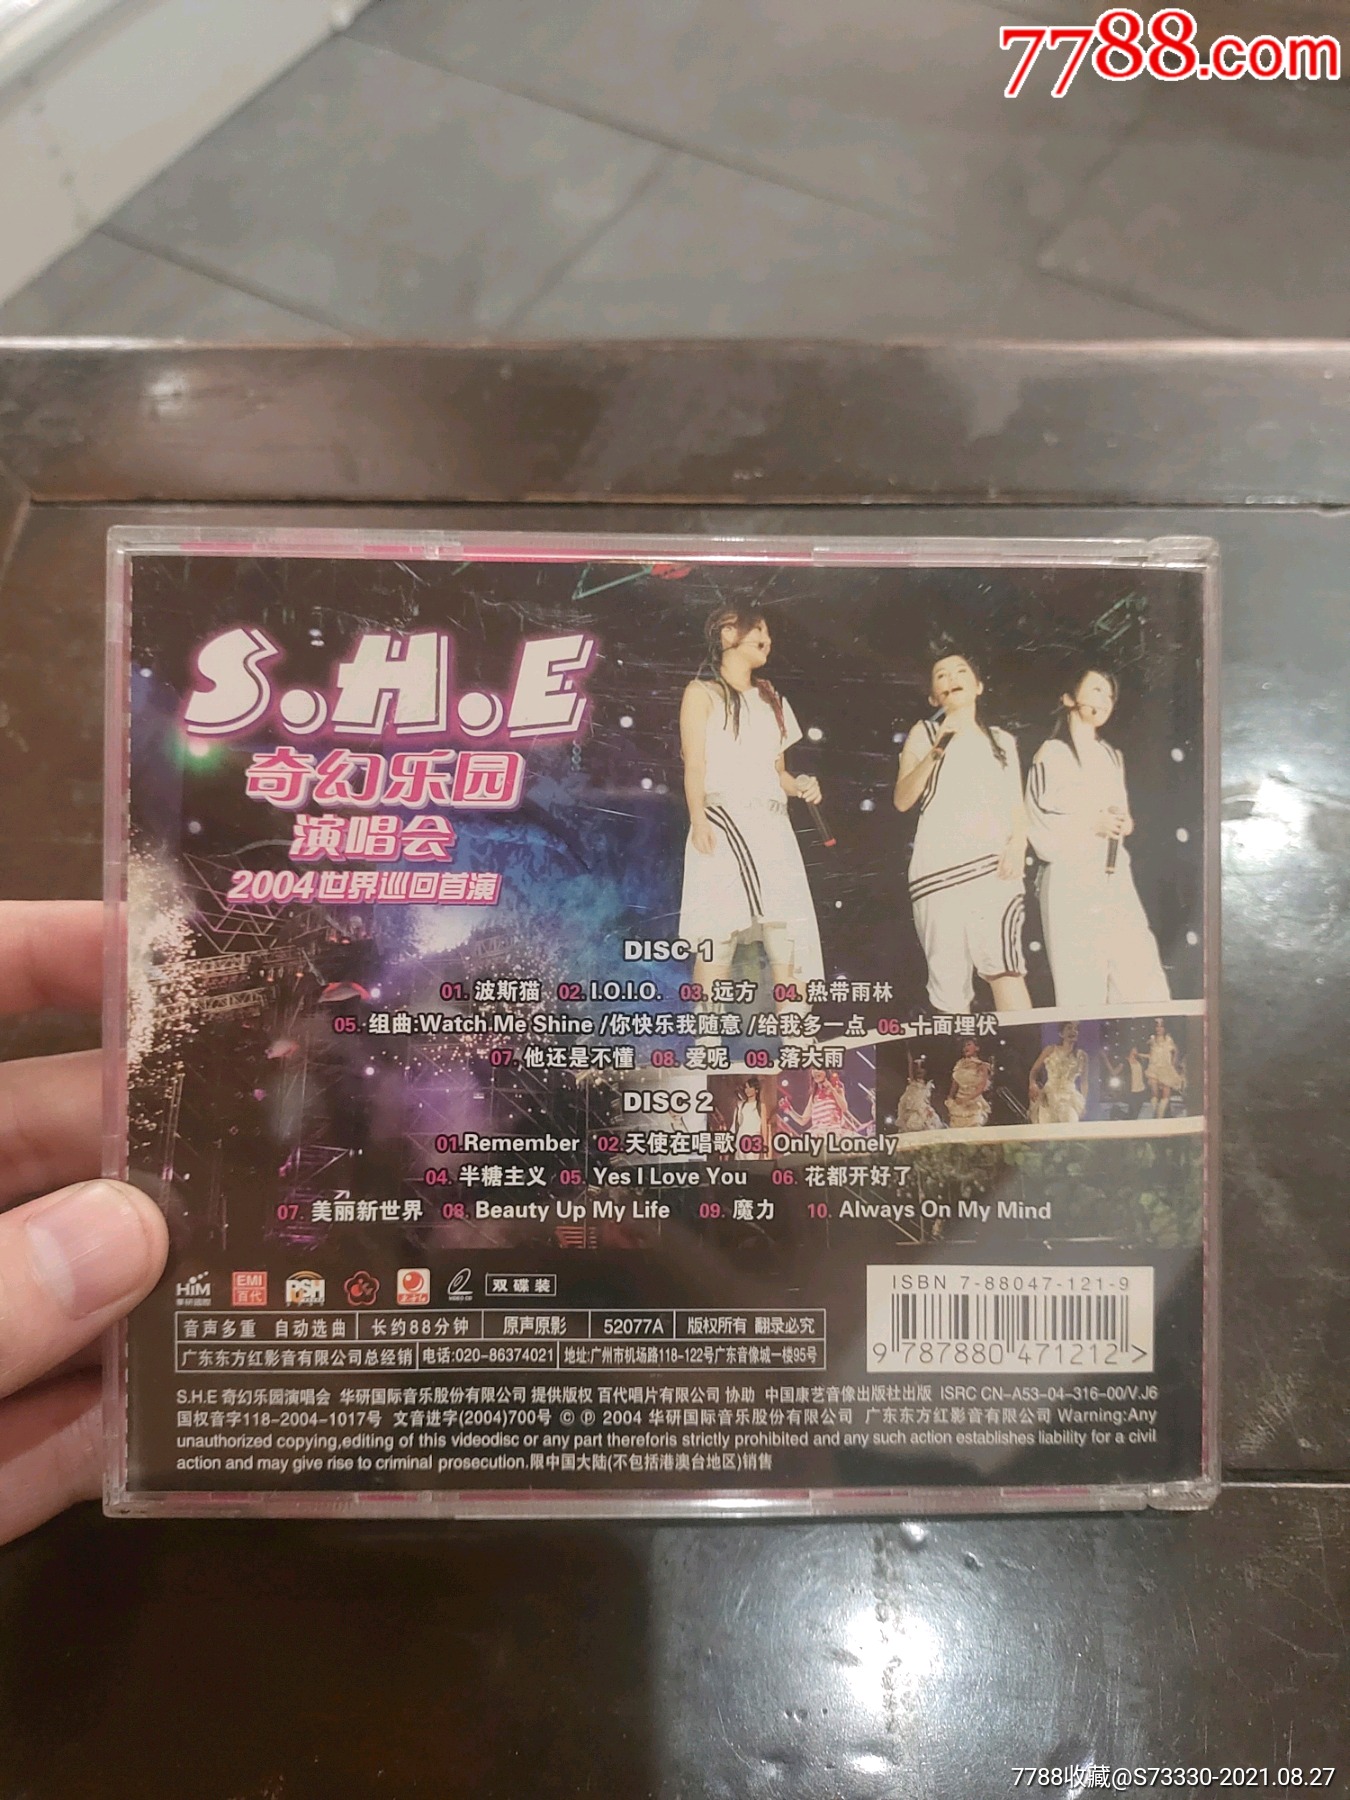 7788.com
S.H.E
奇幻乐园
演唱会
2004世界巡回首演
DISC 1
01. 波斯猫 02. I.O.I.O. 03. 远方 04. 热带雨林
05. 组曲:Watch Me Shine /你快乐我随意 /给我多一点 06. 十面埋伏
07. 他还是不懂 08. 爱呢 09. 落大雨
DISC 2
01.Remember 02.天使在唱歌 03. Only Lonely
04. 半糖主义 05. Yes I Love You 06. 花都开好了
07. 美丽新世界 08. Beauty Up My Life 09. 魔力 10. Always On My Mind
HIM 華研國際 EMI 百代 PSH VIDEO CD 双碟装
ISBN 7-88047-121-9
9 787880 471212 >
音声多重 自动选曲 长约88分钟 原声原影 52077A 版权所有 翻录必究
广东东方红影音有限公司总经销 电话:020-86374021 地址:广州市机场路118-122号广东音像城一楼95号
S.H.E 奇幻乐园演唱会 华研国际音乐股份有限公司 提供版权 百代唱片有限公司 协助 中国康艺音像出版社出版 ISRC CN-A53-04-316-00/V.J6
国权音字118-2004-1017号 文音进字(2004)700号 © ℗ 2004 华研国际音乐股份有限公司 广东东方红影音有限公司 Warning:Any
unauthorized copying,editing of this videodisc or any part thereforis strictly prohibited and any such action establishes liability for a civil
action and may give rise to criminal prosecution.限中国大陆(不包括港澳台地区)销售
7788收藏@S73330-2021.08.27